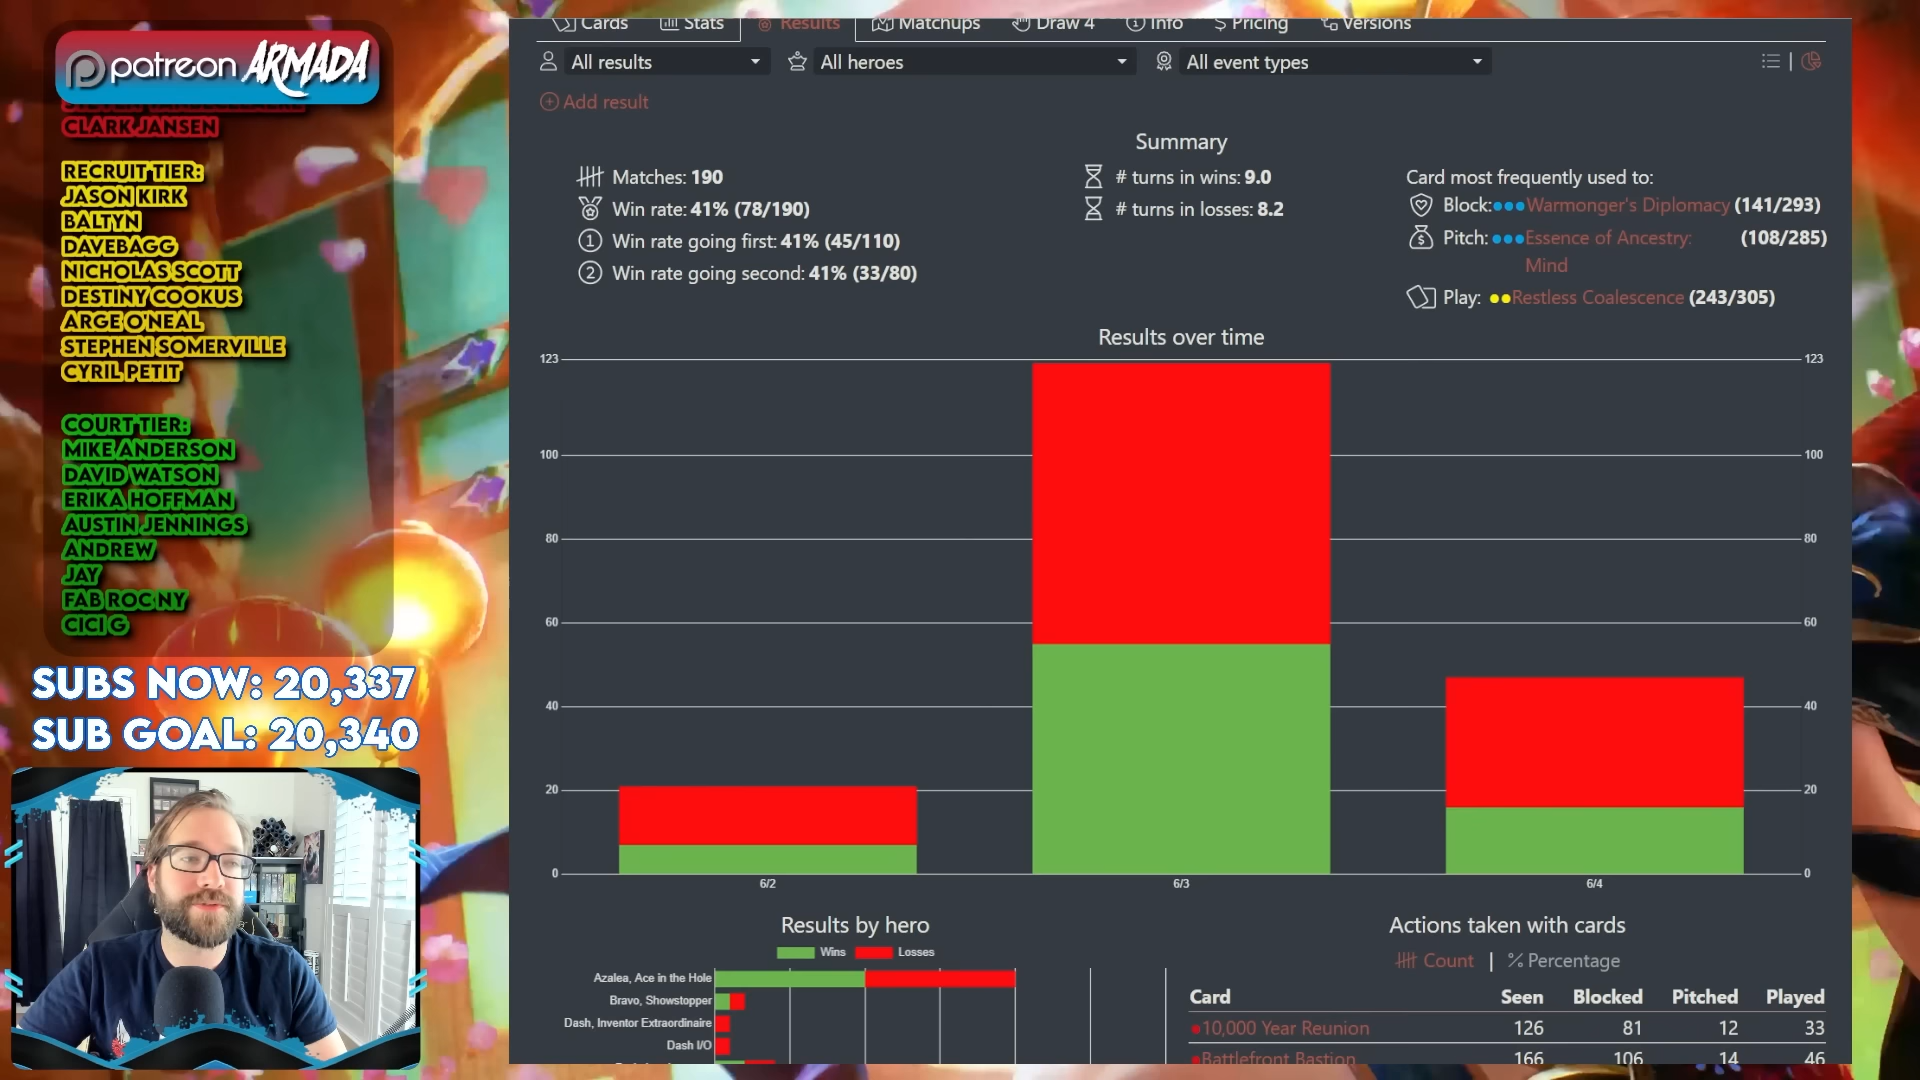 patreon ARMADA
CLARK JANSEN
RECRUIT TIER:
JASON KIRK
BALTYN
DAVEBAGG
NICHOLAS SCOTT
DESTINY COOKUS
ARGE O'NEAL
STEPHEN SOMERVILLE
CYRIL PETIT
COURT TIER:
MIKE ANDERSON
DAVID WATSON
ERIKA HOFFMAN
AUSTIN JENNINGS
ANDREW
JAY
FAB ROC NY
CICI G
SUBS NOW: 20,337
SUB GOAL: 20,340
Cards Stats Results Matchups Draw 4 Info Pricing Versions
All results All heroes All event types
Add result
Summary
Matches: 190
Win rate: 41% (78/190)
Win rate going first: 41% (45/110)
Win rate going second: 41% (33/80)
# turns in wins: 9.0
# turns in losses: 8.2
Card most frequently used to:
Block: Warmonger's Diplomacy (141/293)
Pitch: Essence of Ancestry: (108/285)
Mind
Play: Restless Coalescence (243/305)
Results over time
123 123
100 100
80 80
60 60
40 40
20 20
0 0
6/2 6/3 6/4
Results by hero
Wins Losses
Azalea, Ace in the Hole
Bravo, Showstopper
Dash, Inventor Extraordinaire
Dash I/O
Actions taken with cards
Count | % Percentage
Card Seen Blocked Pitched Played
10,000 Year Reunion 126 81 12 33
Battlefront Bastion 166 106 14 46